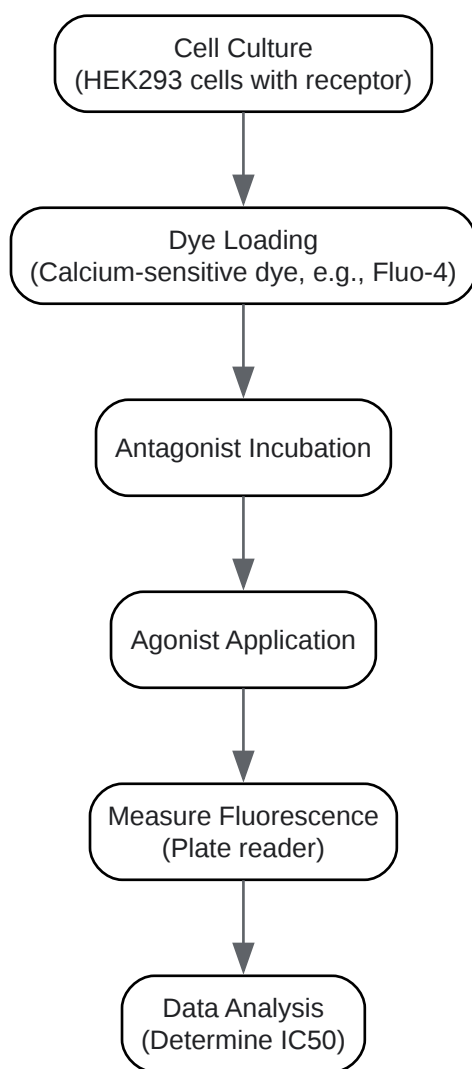 Cell Culture
(HEK293 cells with receptor)
Dye Loading
(Calcium-sensitive dye, e.g., Fluo-4)
Antagonist Incubation
Agonist Application
Measure Fluorescence
(Plate reader)
Data Analysis
(Determine IC50)